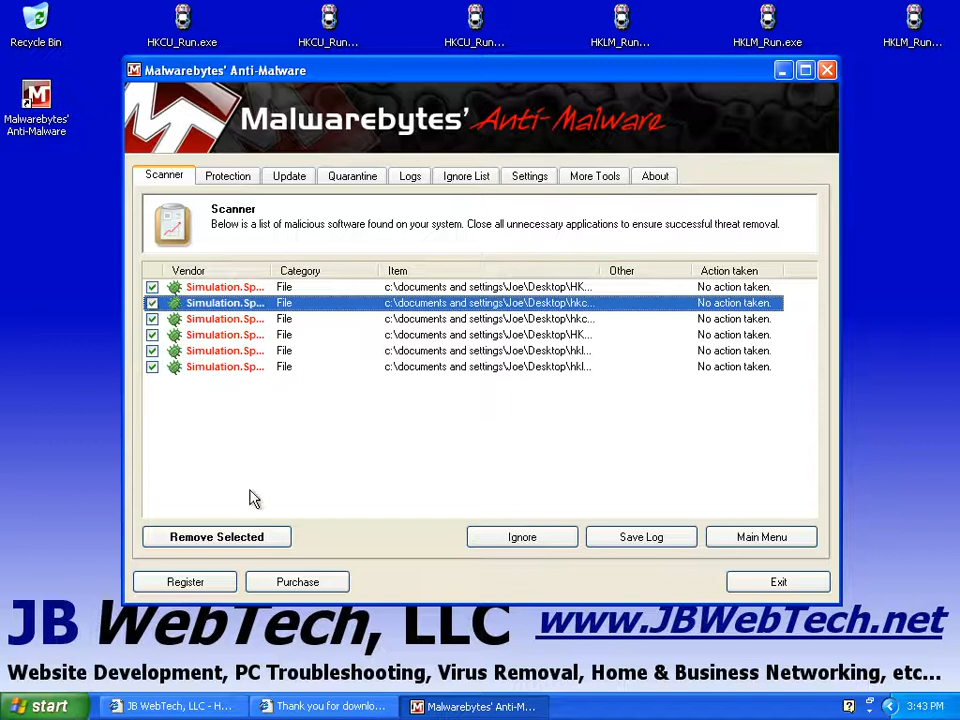 Recycle Bin
HKCU_Run.exe
HKCU_Run...
HKCU_Run...
HKLM_Run...
HKLM_Run.exe
HKLM_Run...
Malwarebytes' Anti-Malware
Malwarebytes'
Anti-Malware
Malwarebytes' Anti-Malware
Scanner Protection Update Quarantine Logs Ignore List Settings More Tools About
Scanner
Below is a list of malicious software found on your system. Close all unnecessary applications to ensure successful threat removal.
Vendor Category Item Other Action taken
Simulation.Sp... File c:\documents and settings\Joe\Desktop\HK... No action taken.
Simulation.Sp... File c:\documents and settings\Joe\Desktop\hkc... No action taken.
Simulation.Sp... File c:\documents and settings\Joe\Desktop\HK... No action taken.
Simulation.Sp... File c:\documents and settings\Joe\Desktop\HK... No action taken.
Simulation.Sp... File c:\documents and settings\Joe\Desktop\hkl... No action taken.
Simulation.Sp... File c:\documents and settings\Joe\Desktop\hkl... No action taken.
Remove Selected Ignore Save Log Main Menu
Register Purchase Exit
JB WebTech, LLC www.JBWebTech.net
Website Development, PC Troubleshooting, Virus Removal, Home & Business Networking, etc...
start JB WebTech, LLC - H... Thank you for downlo... Malwarebytes' Anti-M... 3:43 PM